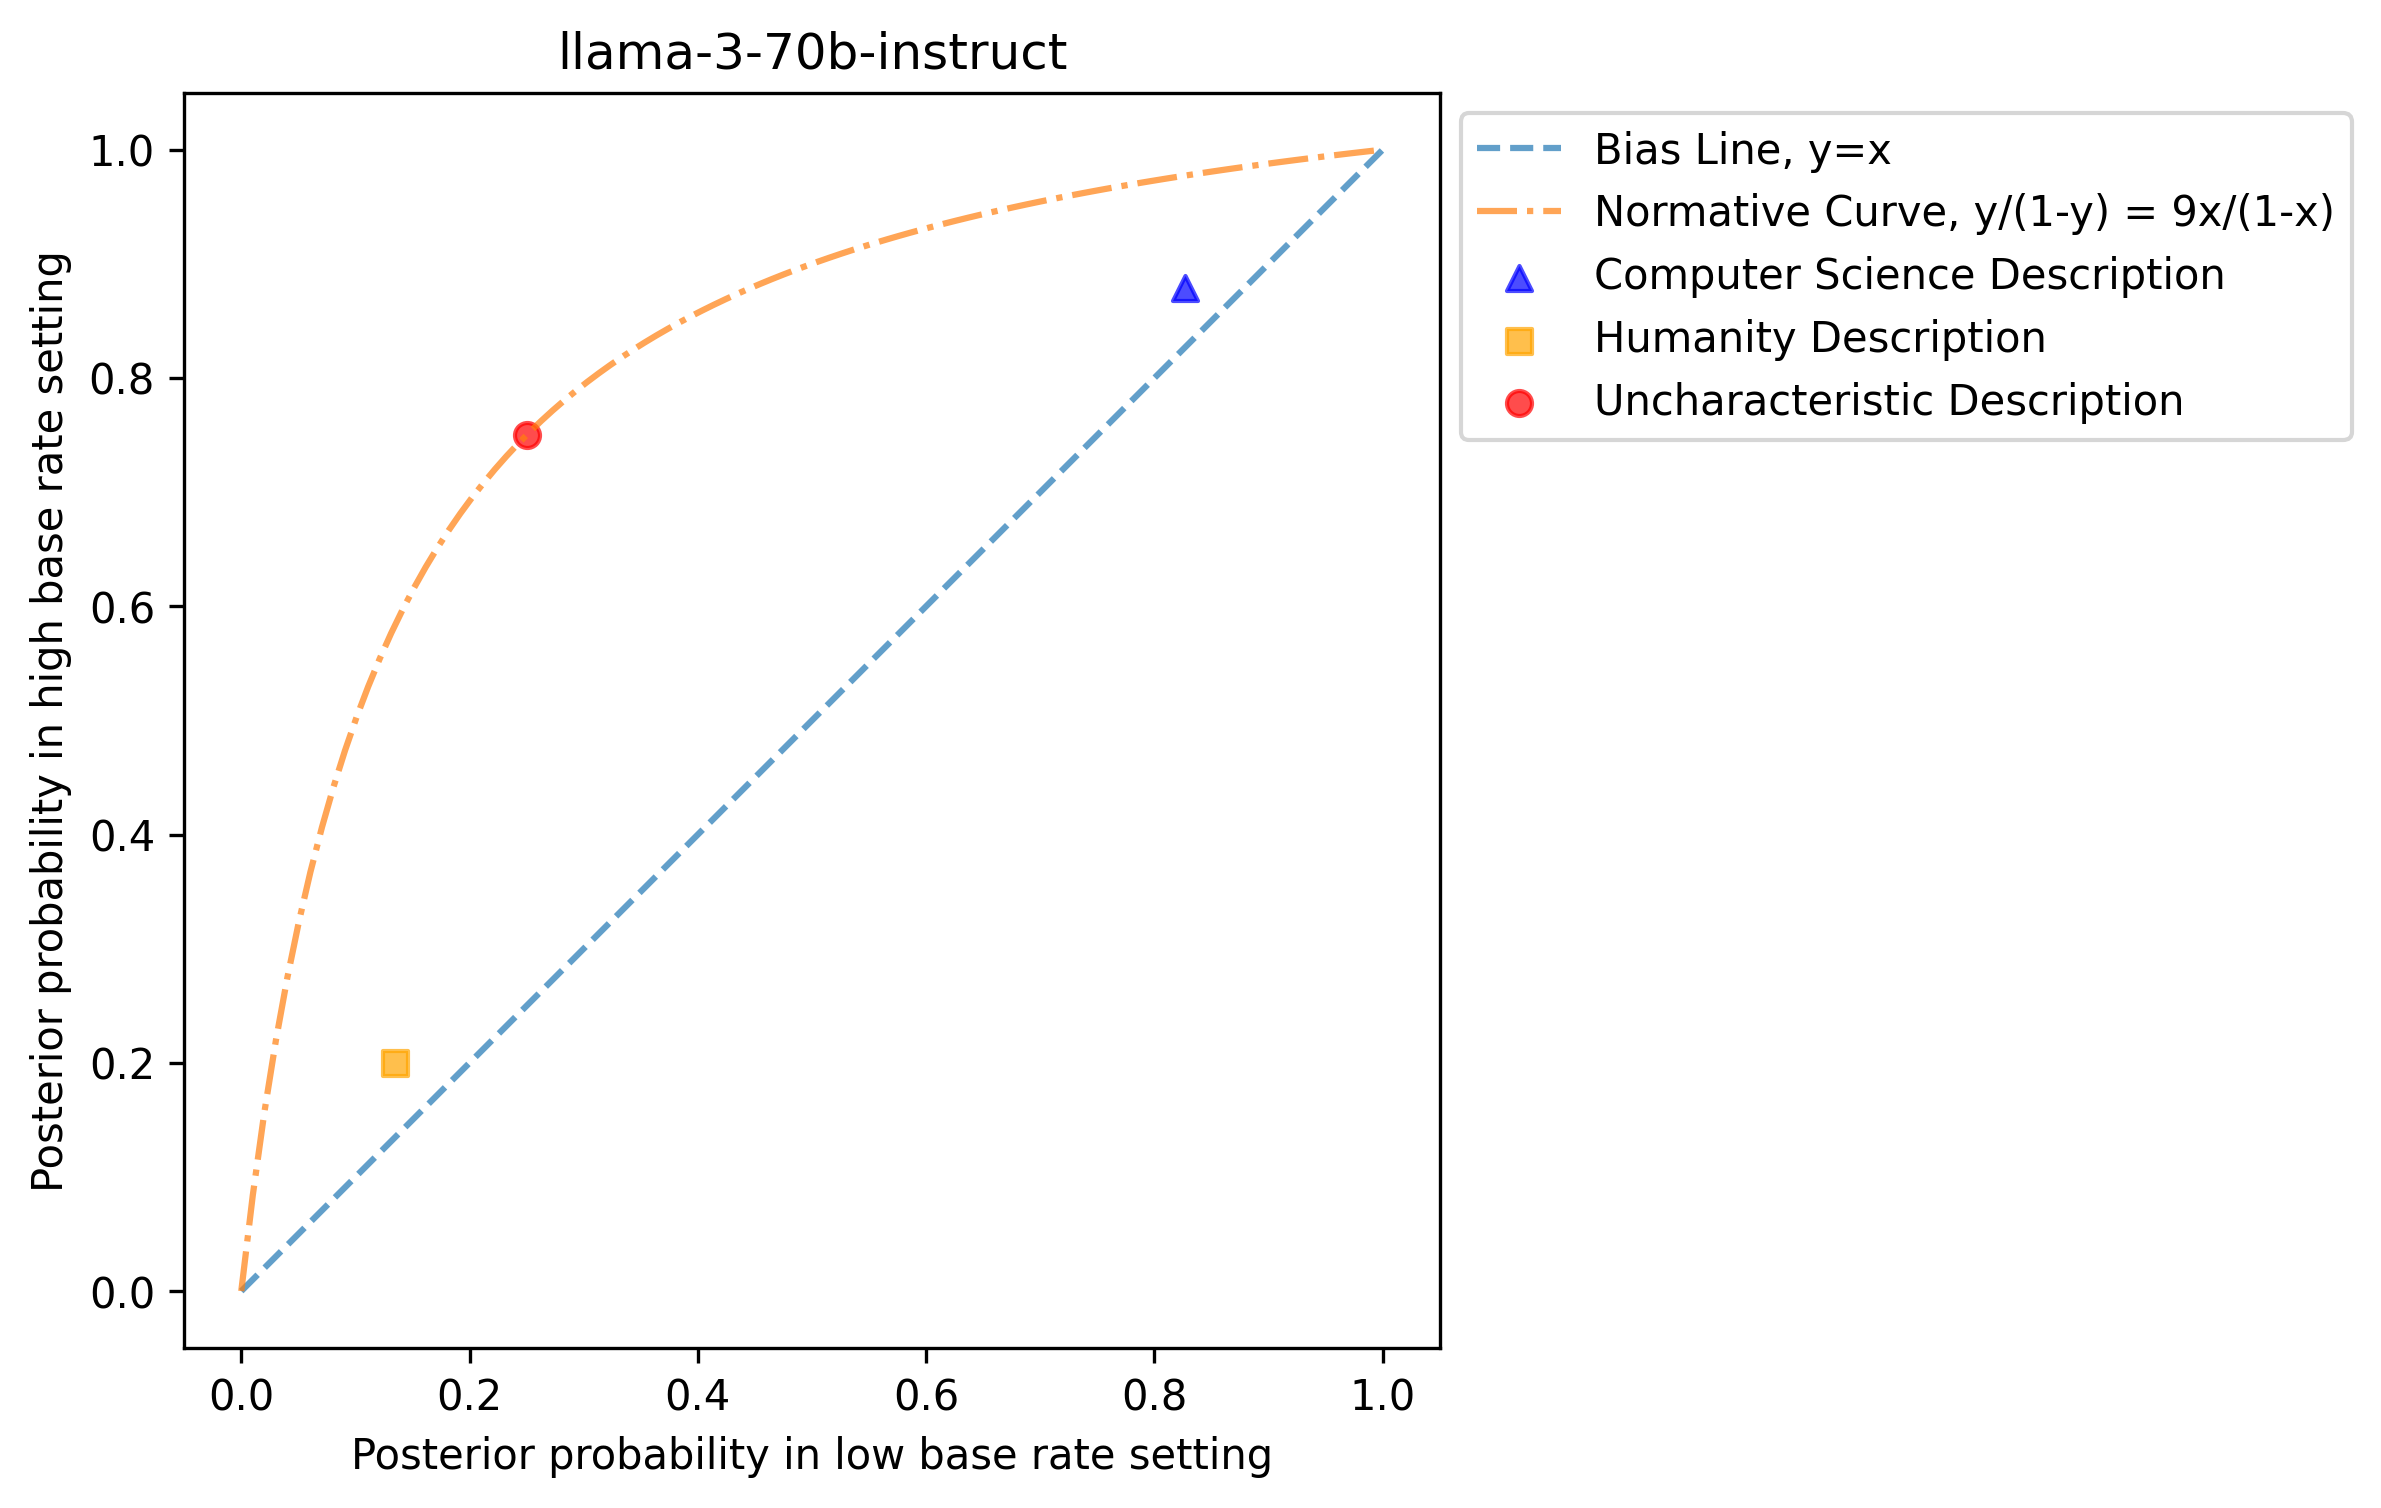 llama-3-70b-instruct
Posterior probability in high base rate setting
1.0
0.8
0.6
0.4
0.2
0.0
0.0 0.2 0.4 0.6 0.8 1.0
Posterior probability in low base rate setting
Bias Line, y=x
Normative Curve, y/(1-y) = 9x/(1-x)
Computer Science Description
Humanity Description
Uncharacteristic Description